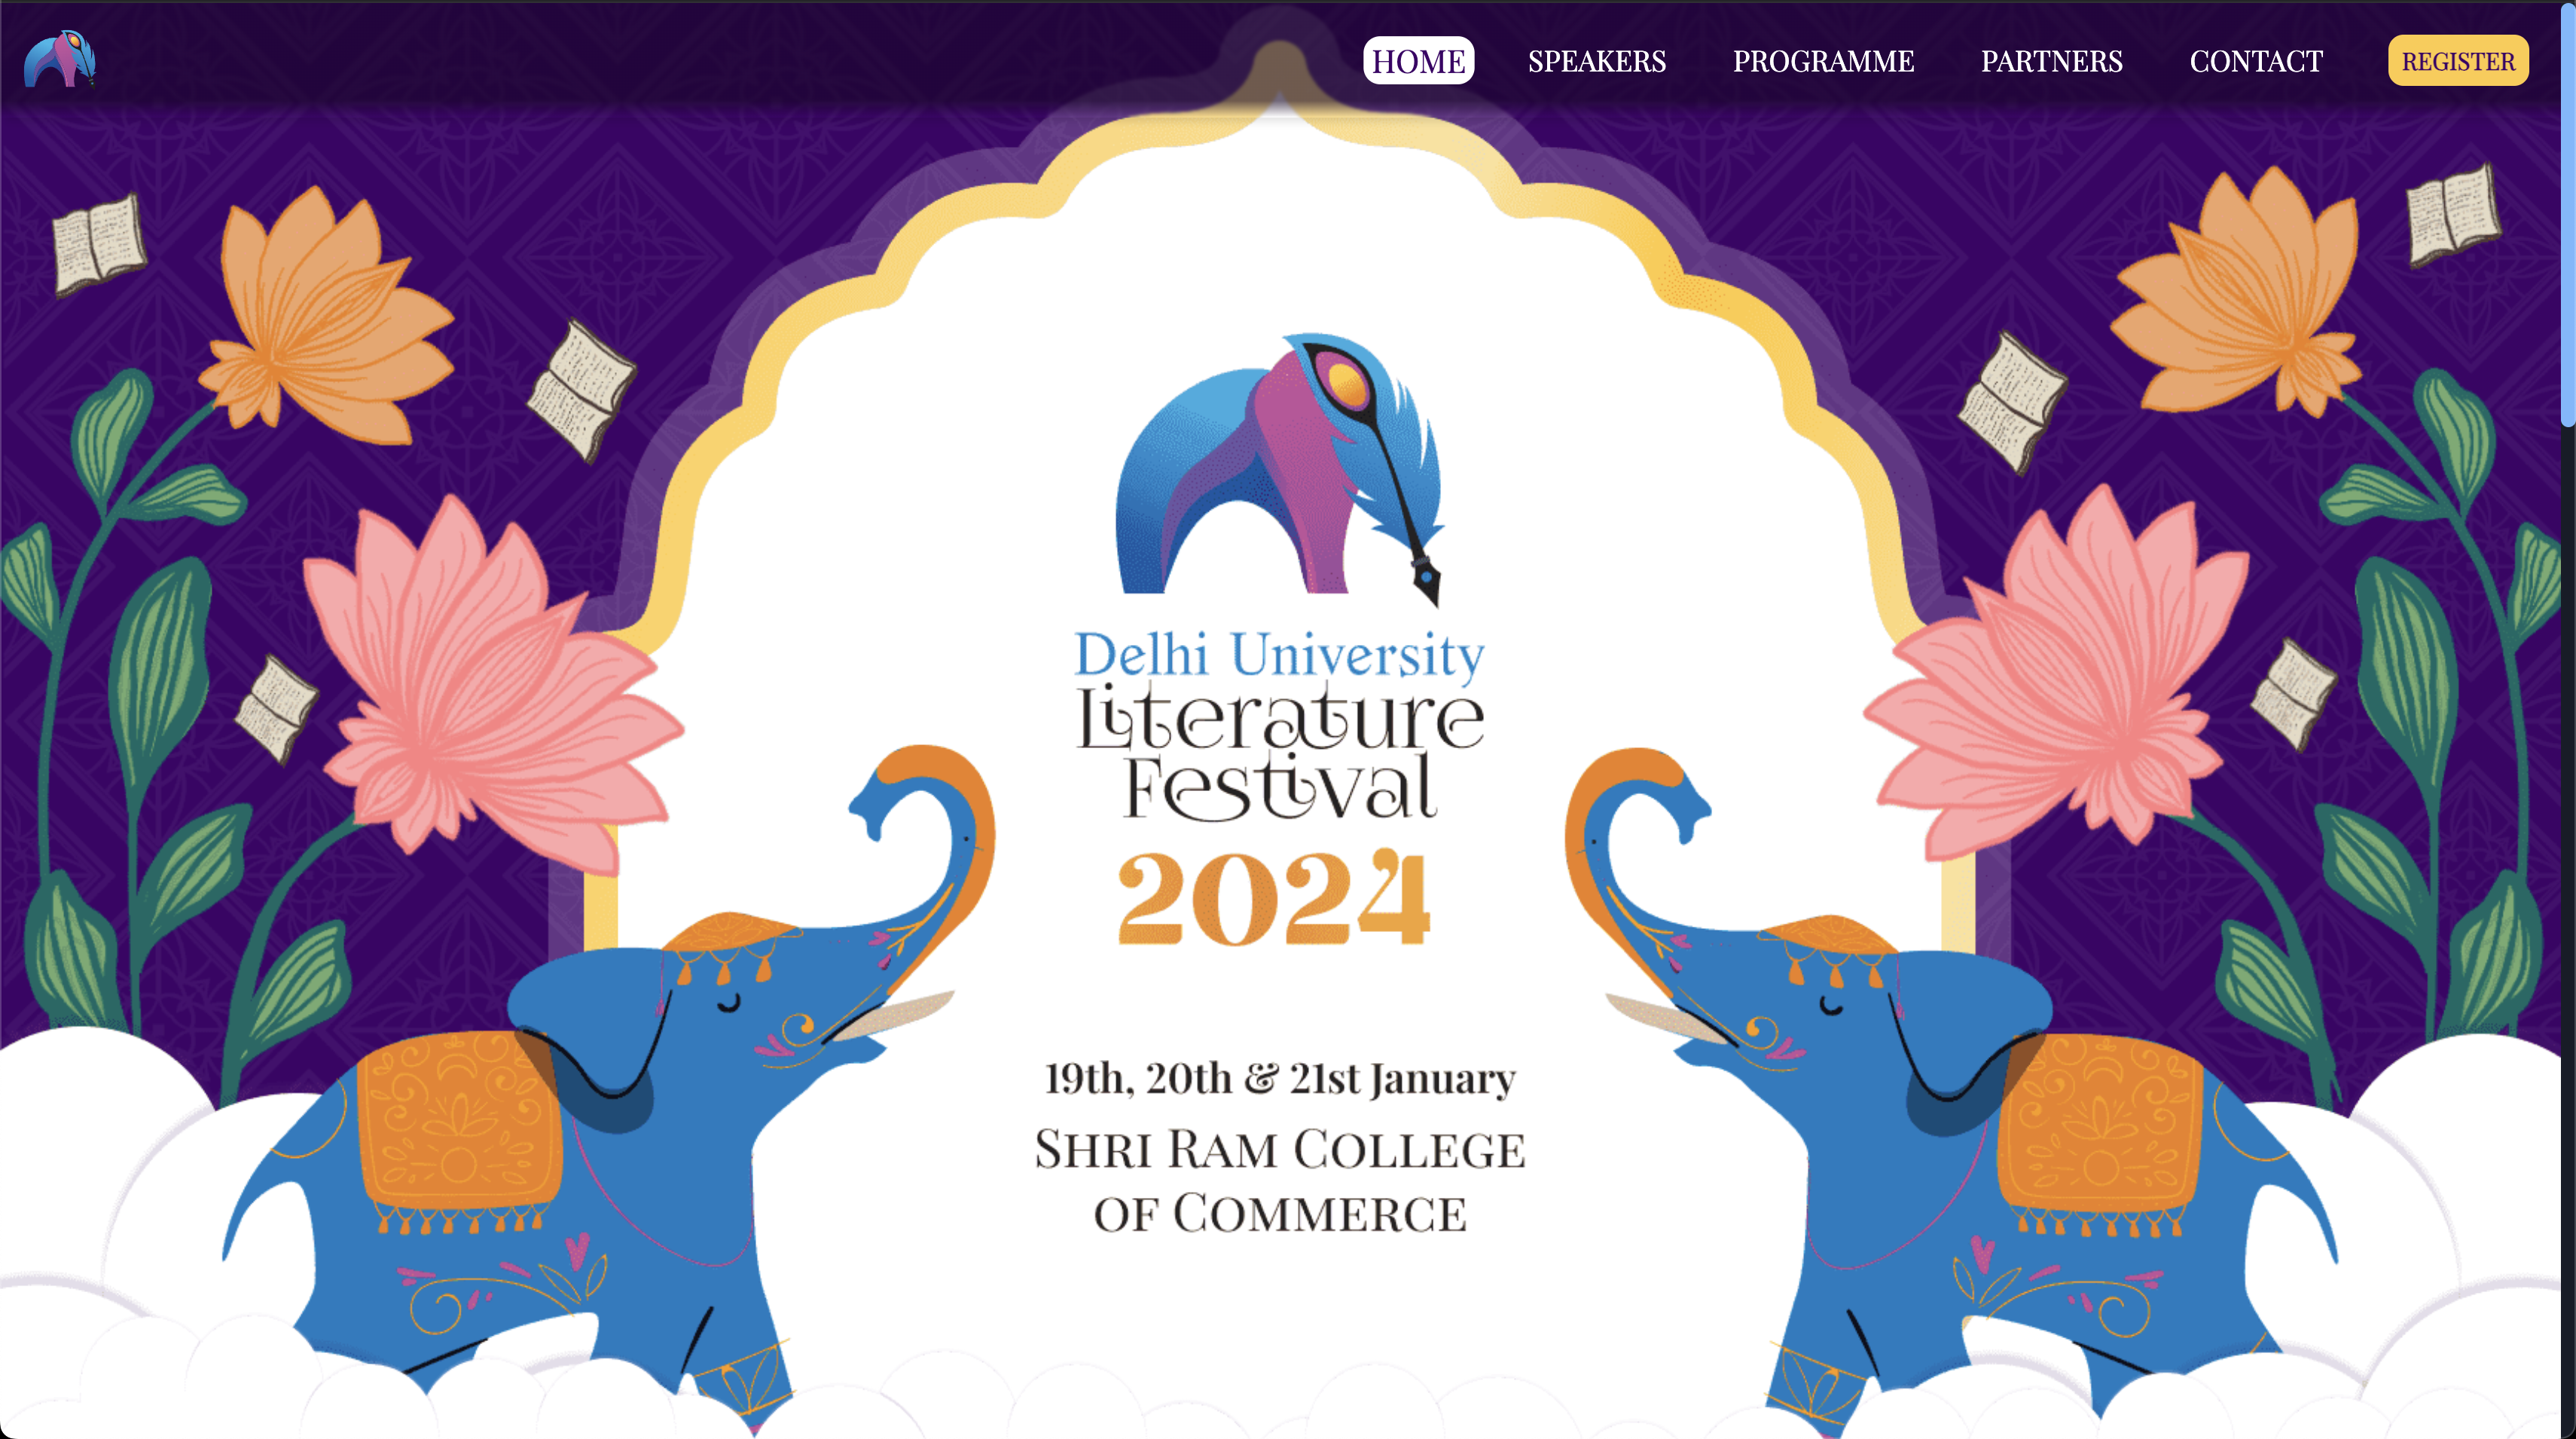 HOME SPEAKERS PROGRAMME PARTNERS CONTACT REGISTER
Delhi University
Literature
Festival
2024
19th, 20th & 21st January
SHRI RAM COLLEGE
OF COMMERCE